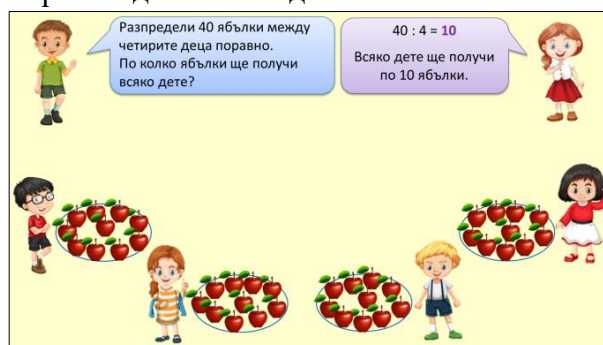 Разпредели 40 ябълки между
четирите деца поравно.
По колко ябълки ще получи
всяко дете?
40 : 4 = 10
Всяко дете ще получи
по 10 ябълки.